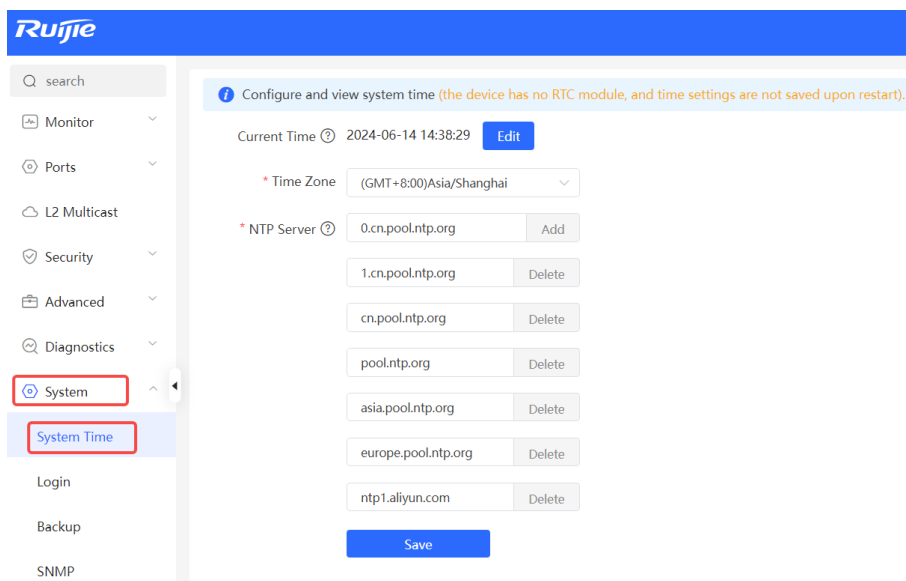 Ruijie
search
Monitor
Ports
L2 Multicast
Security
Advanced
Diagnostics
System
System Time
Login
Backup
SNMP
Configure and view system time (the device has no RTC module, and time settings are not saved upon restart).
Current Time 2024-06-14 14:38:29 Edit
* Time Zone (GMT+8:00)Asia/Shanghai
* NTP Server 0.cn.pool.ntp.org Add
1.cn.pool.ntp.org Delete
cn.pool.ntp.org Delete
pool.ntp.org Delete
asia.pool.ntp.org Delete
europe.pool.ntp.org Delete
ntp1.aliyun.com Delete
Save